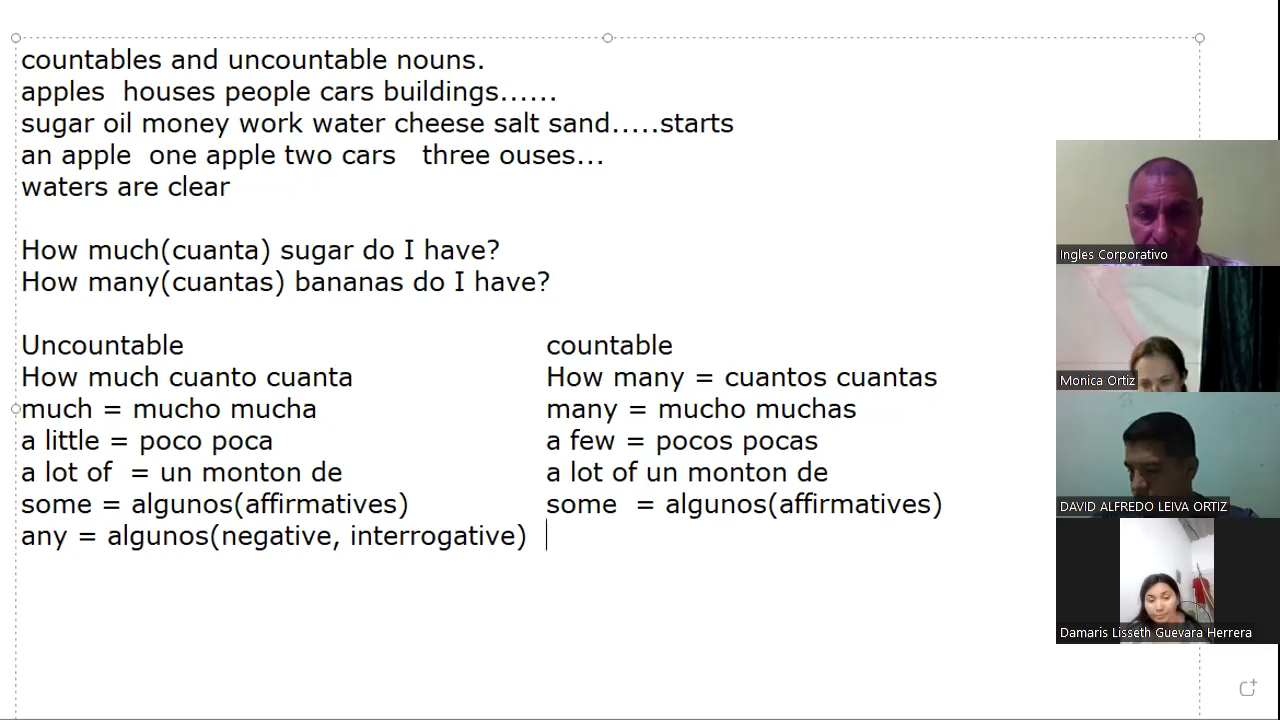 countables and uncountable nouns.
apples  houses people cars buildings......
sugar oil money work water cheese salt sand.....starts
an apple  one apple two cars   three ouses...
waters are clear
How much(cuanta) sugar do I have?
How many(cuantas) bananas do I have?
Uncountable
How much cuanto cuanta
much = mucho mucha
a little = poco poca
a lot of  = un monton de
some = algunos(affirmatives)
any = algunos(negative, interrogative)
countable
How many = cuantos cuantas
many = mucho muchas
a few = pocos pocas
a lot of un monton de
some  = algunos(affirmatives)
Ingles Corporativo
Monica Ortiz
DAVID ALFREDO LEIVA ORTIZ
Damaris Lisseth Guevara Herrera